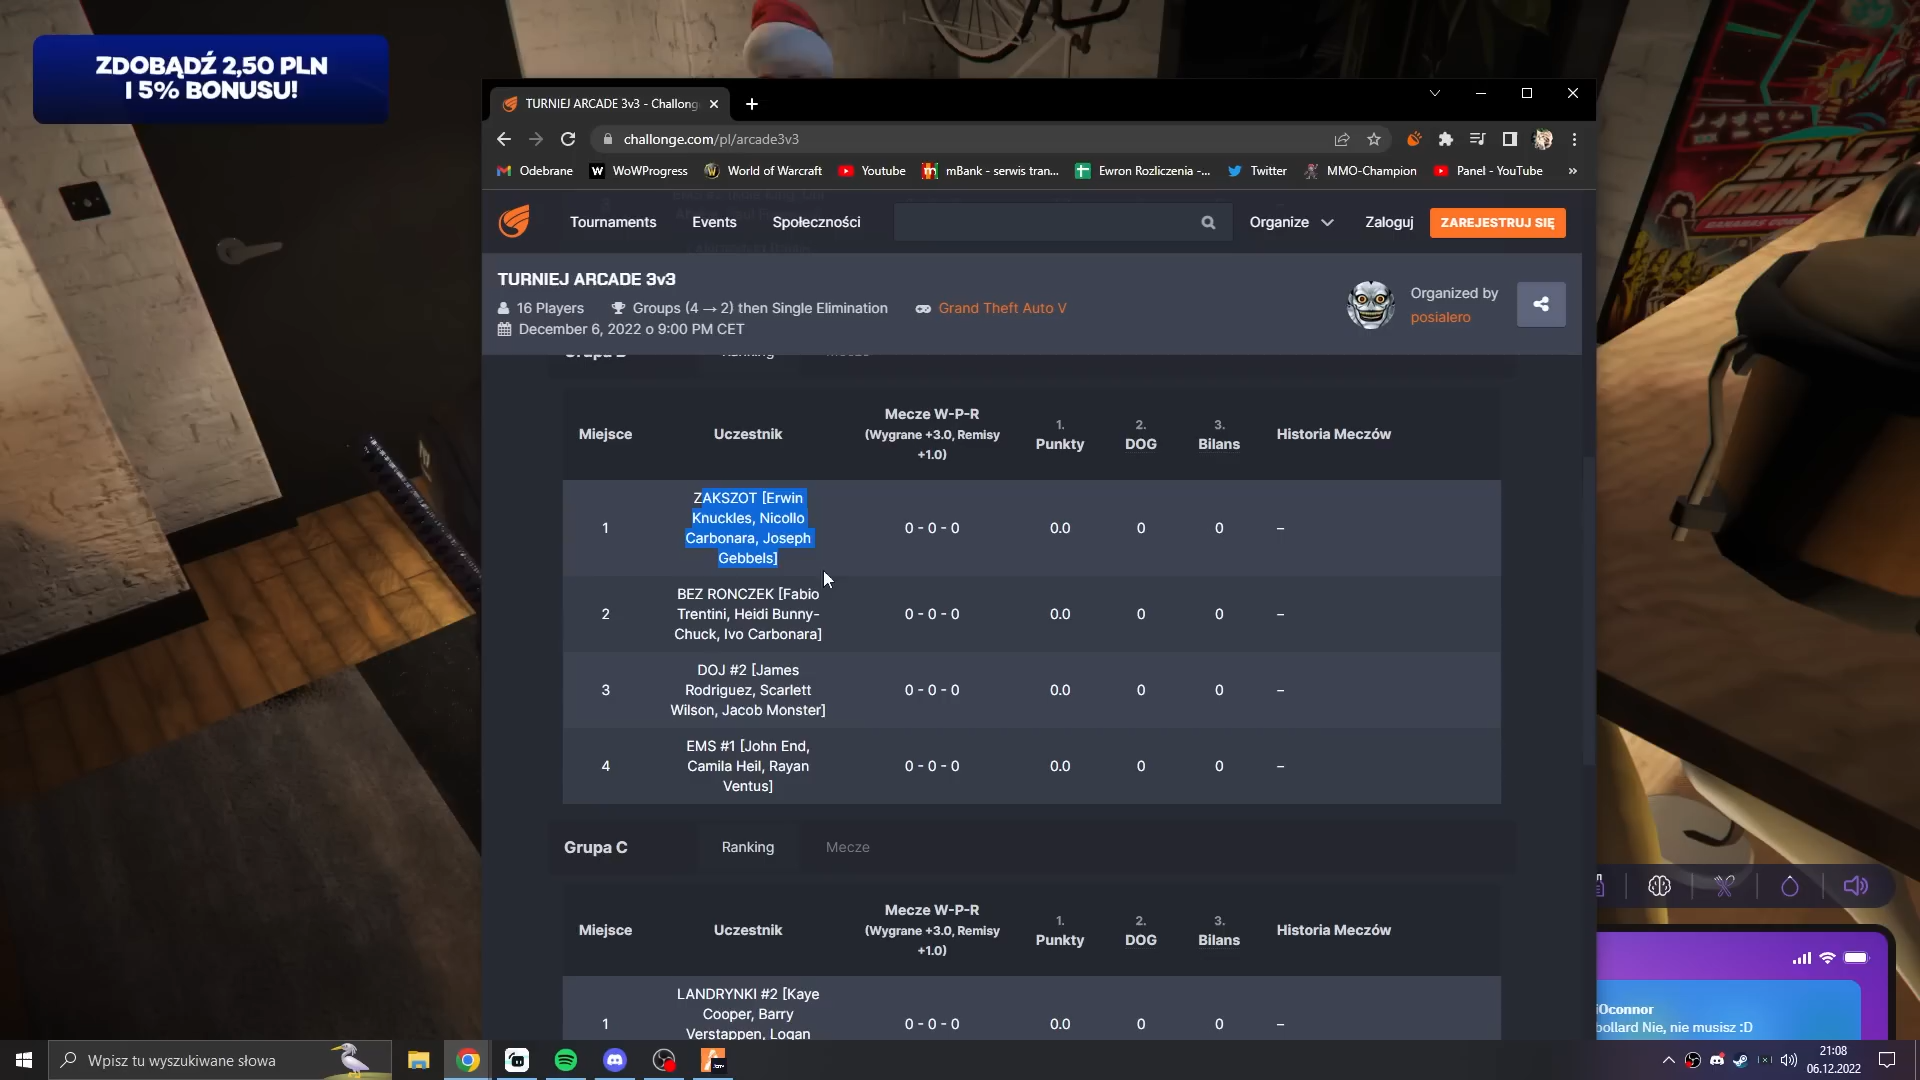 ZDOBĄDŹ 2,50 PLN
I 5% BONUSU!
TURNIEJ ARCADE 3v3 - Challong
challonge.com/pl/arcade3v3
Odebrane WoWProgress World of Warcraft Youtube mBank - serwis tran... Ewron Rozliczenia -... Twitter MMO-Champion Panel - YouTube »
Tournaments Events Społeczności Organize Zaloguj ZAREJESTRUJ SIĘ
TURNIEJ ARCADE 3v3
16 Players Groups (4 → 2) then Single Elimination Grand Theft Auto V
December 6, 2022 o 9:00 PM CET
Organized by
posialero
Miejsce Uczestnik Mecze W-P-R (Wygrane +3.0, Remisy +1.0) 1. Punkty 2. DOG 3. Bilans Historia Meczów
1 ZAKSZOT [Erwin
Knuckles, Nicollo
Carbonara, Joseph
Gebbels] 0 - 0 - 0 0.0 0 0 –
2 BEZ RONCZEK [Fabio
Trentini, Heidi Bunny-
Chuck, Ivo Carbonara] 0 - 0 - 0 0.0 0 0 –
3 DOJ #2 [James
Rodriguez, Scarlett
Wilson, Jacob Monster] 0 - 0 - 0 0.0 0 0 –
4 EMS #1 [John End,
Camila Heil, Rayan
Ventus] 0 - 0 - 0 0.0 0 0 –
Grupa C Ranking Mecze
Miejsce Uczestnik Mecze W-P-R (Wygrane +3.0, Remisy +1.0) 1. Punkty 2. DOG 3. Bilans Historia Meczów
1 LANDRYNKI #2 [Kaye
Cooper, Barry
Verstappen, Logan 0 - 0 - 0 0.0 0 0 –
iOconnor
bollard Nie, nie musisz :D
Wpisz tu wyszukiwane słowa
21:08
06.12.2022